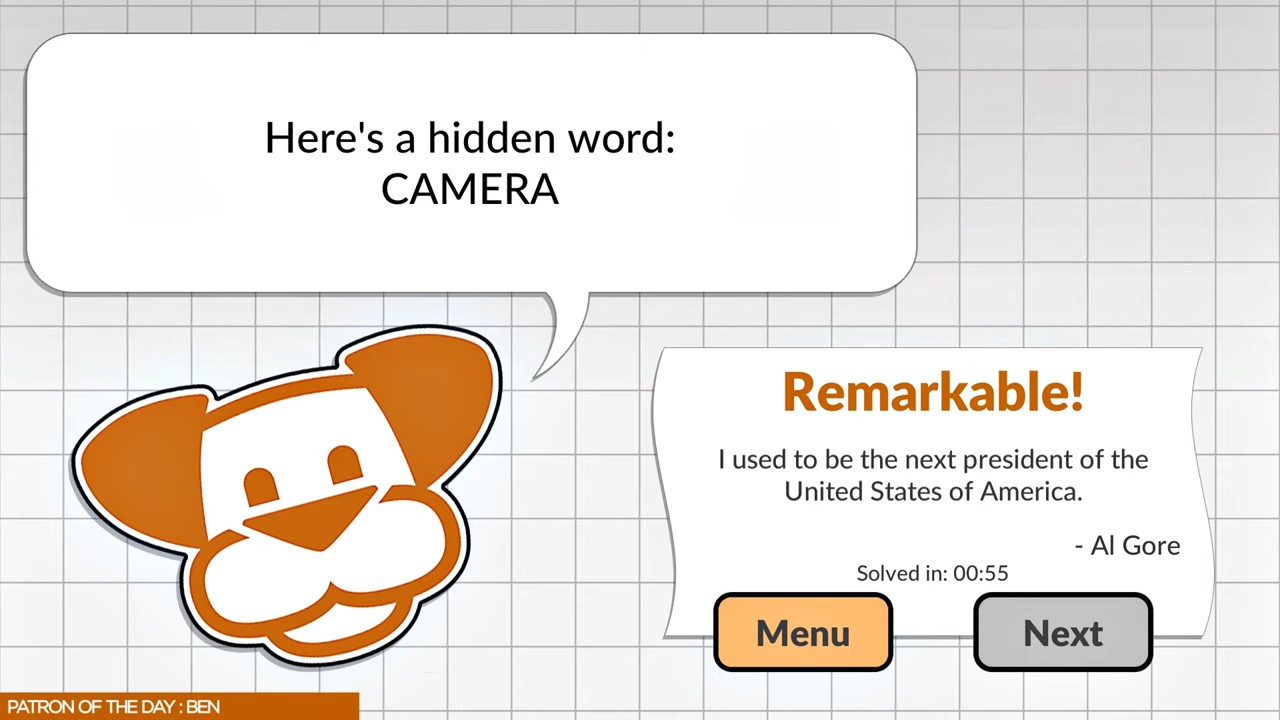 Here's a hidden word:
CAMERA
Remarkable!
I used to be the next president of the
United States of America.
- Al Gore
Solved in: 00:55
Menu
Next
PATRON OF THE DAY : BEN